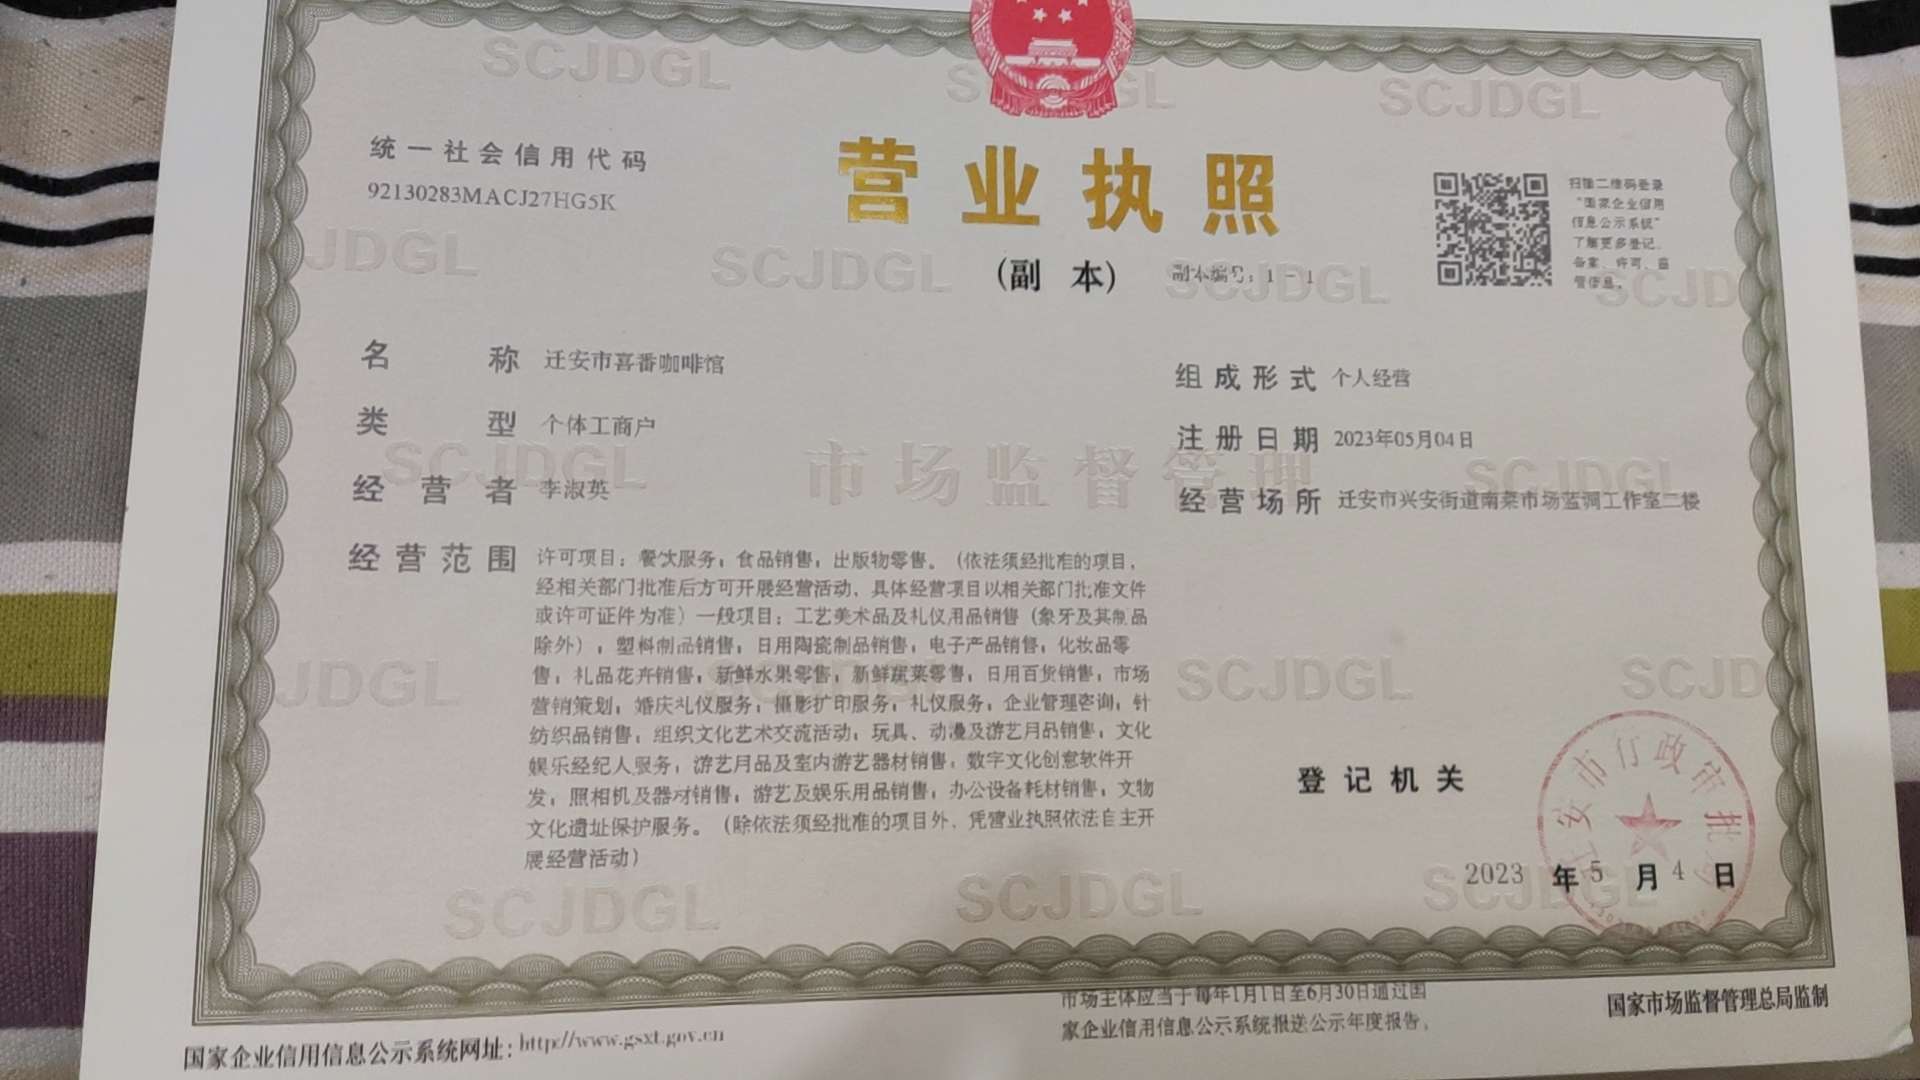 统一社会信用代码
92130283MACJ27HG5K
营业执照
(副 本)
副本编号：1 - 1
扫描二维码登录
“国家企业信用
信息公示系统”
了解更多登记、
备案、许可、监
管信息。
名 称 迁安市喜番咖啡馆
类 型 个体工商户
经 营 者 李淑英
经 营 范 围 许可项目：餐饮服务；食品销售；出版物零售。（依法须经批准的项目，
经相关部门批准后方可开展经营活动，具体经营项目以相关部门批准文件
或许可证件为准）一般项目：工艺美术品及礼仪用品销售（象牙及其制品
除外）；塑料制品销售；日用陶瓷制品销售；电子产品销售；化妆品零
售；礼品花卉销售；新鲜水果零售；新鲜蔬菜零售；日用百货销售；市场
营销策划；婚庆礼仪服务；摄影扩印服务；礼仪服务；企业管理咨询；针
纺织品销售；组织文化艺术交流活动；玩具、动漫及游艺用品销售；文化
娱乐经纪人服务；游艺用品及室内游艺器材销售；数字文化创意软件开
发；照相机及器材销售；游艺及娱乐用品销售；办公设备耗材销售；文物
文化遗址保护服务。（除依法须经批准的项目外，凭营业执照依法自主开
展经营活动）
组成形式 个人经营
注册日期 2023年05月04日
经营场所 迁安市兴安街道南菜市场蓝调工作室二楼
市场监督管理
SCJDGL
登记机关
迁安市行政审批
2023 年 5 月 4 日
国家企业信用信息公示系统网址：http://www.gsxt.gov.cn
市场主体应当于每年1月1日至6月30日通过国
家企业信用信息公示系统报送公示年度报告。
国家市场监督管理总局监制